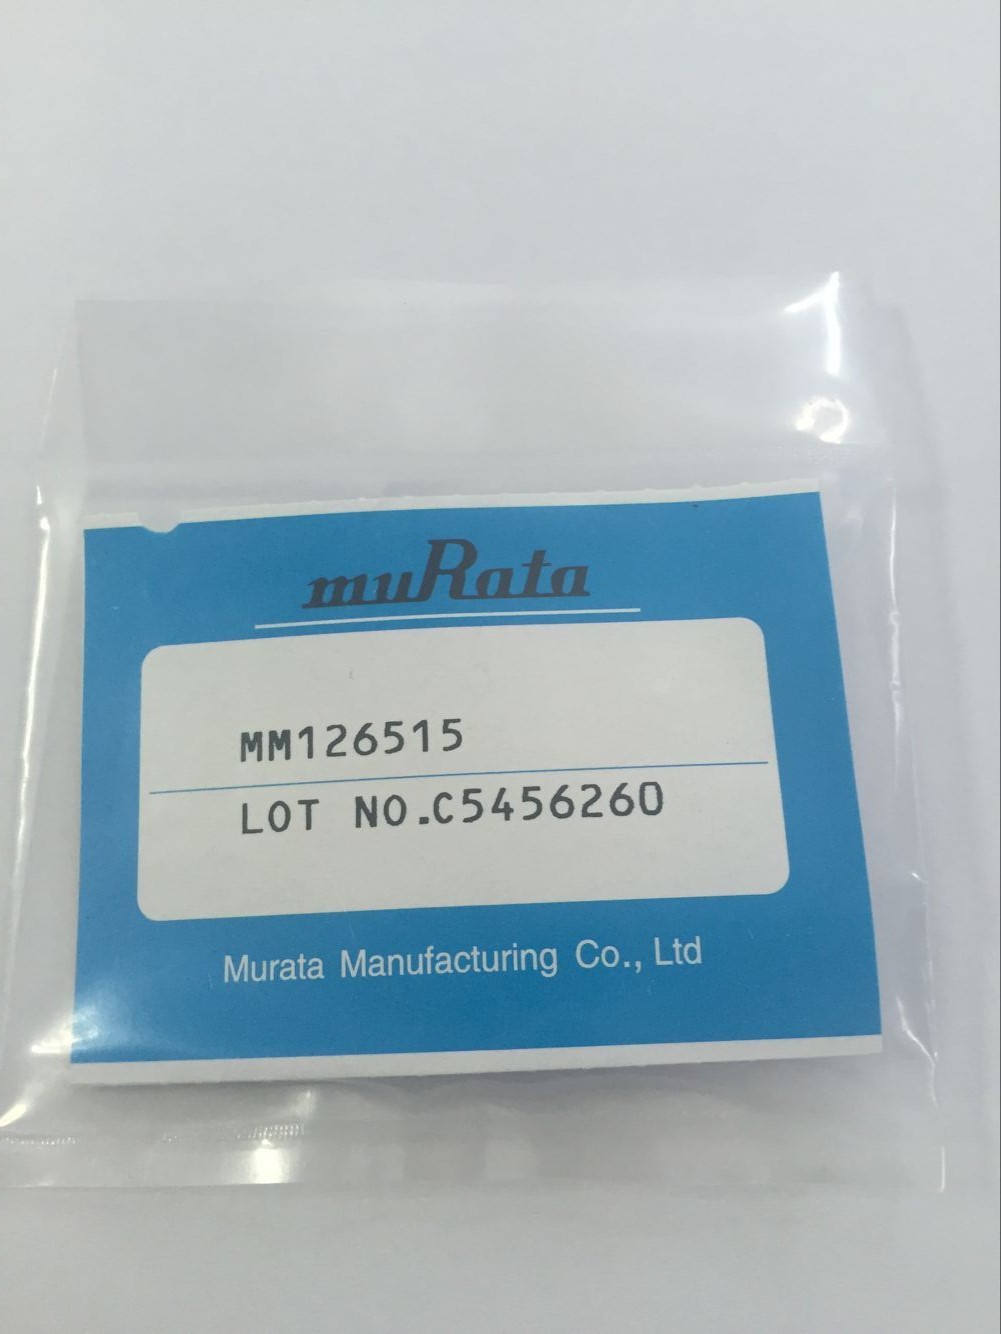 muRata
MM126515
LOT NO.C5456260
Murata Manufacturing Co., Ltd